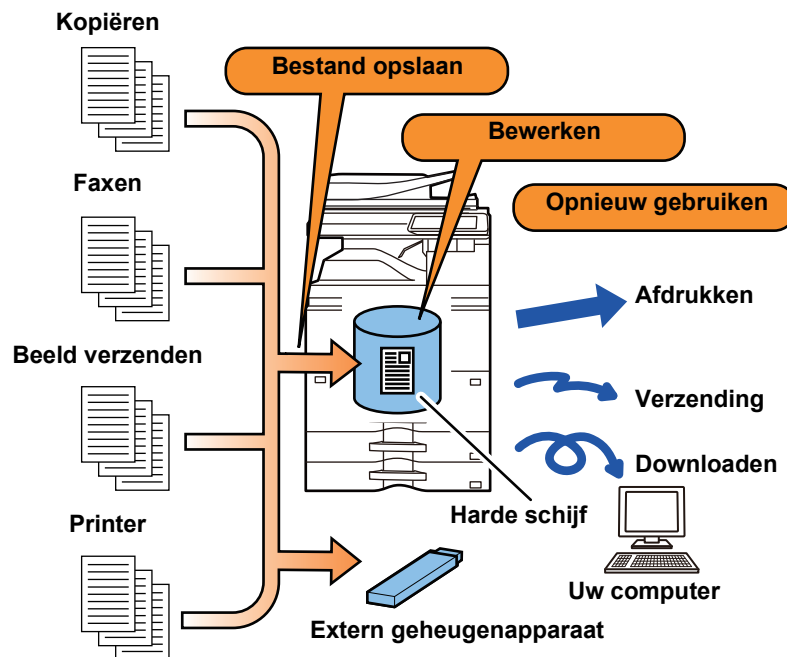 Kopiëren
Bestand opslaan
Bewerken
Faxen
Opnieuw gebruiken
Afdrukken
Beeld verzenden
Verzending
Downloaden
Printer
Harde schijf
Uw computer
Extern geheugenapparaat